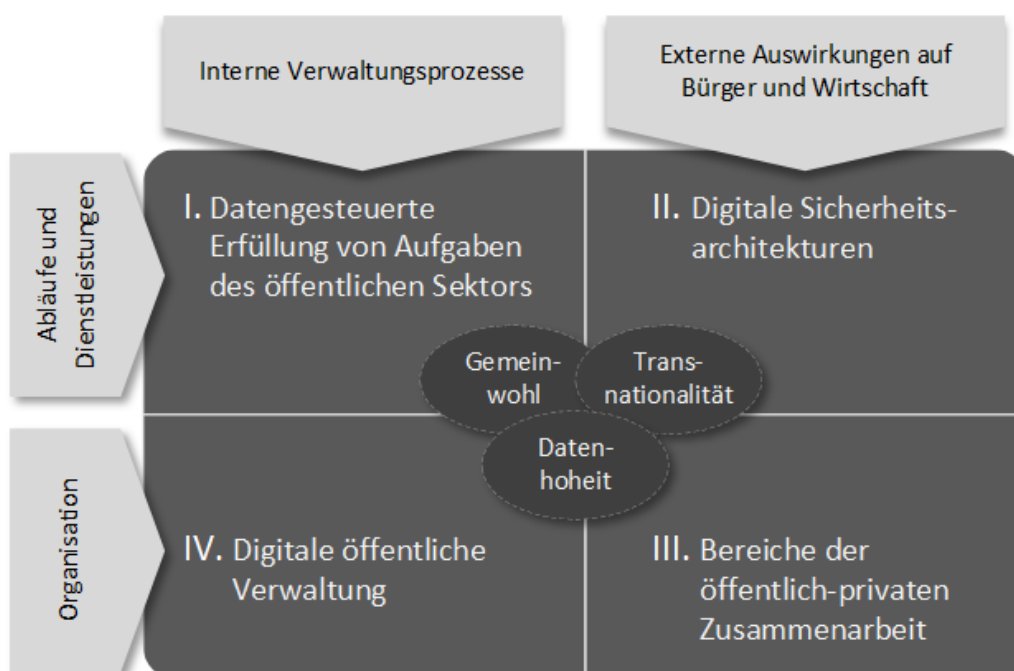 Interne Verwaltungsprozesse
Externe Auswirkungen auf
Bürger und Wirtschaft
Abläufe und
Dienstleistungen
I. Datengesteuerte
Erfüllung von Aufgaben
des öffentlichen Sektors
II. Digitale Sicherheits-
architekturen
Gemein-
wohl
Trans-
nationalität
Daten-
hoheit
Organisation
IV. Digitale öffentliche
Verwaltung
III. Bereiche der
öffentlich-privaten
Zusammenarbeit